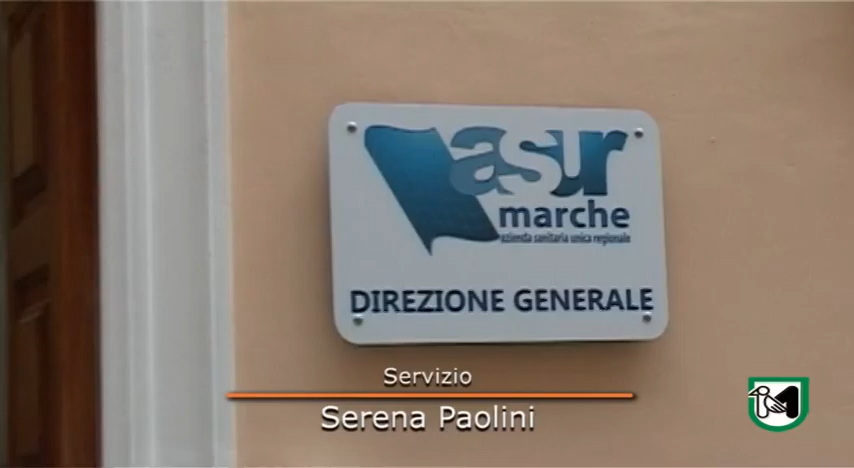 asur
marche
azienda sanitaria unica regionale
DIREZIONE GENERALE
Servizio
Serena Paolini